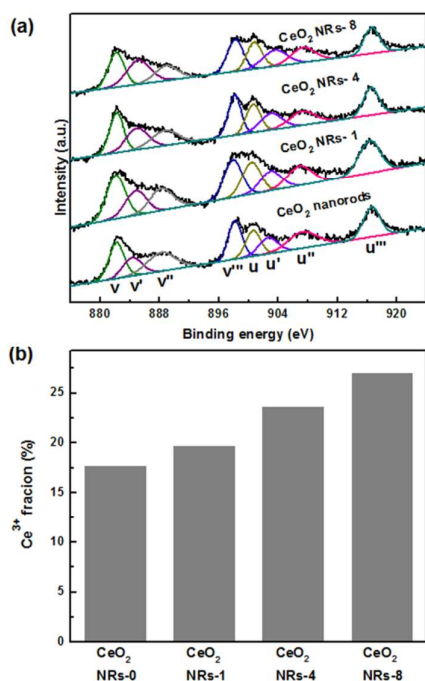 (a)
CeO₂ NRs- 8
CeO₂ NRs- 4
CeO₂ NRs- 1
CeO₂ nanorods
Intensity (a.u.)
v v' v'' v''' u u' u'' u'''
880 888 896 904 912 920
Binding energy (eV)
(b)
Ce³⁺ fracion (%)
25
20
15
10
5
0
CeO₂ CeO₂ CeO₂ CeO₂
NRs-0 NRs-1 NRs-4 NRs-8